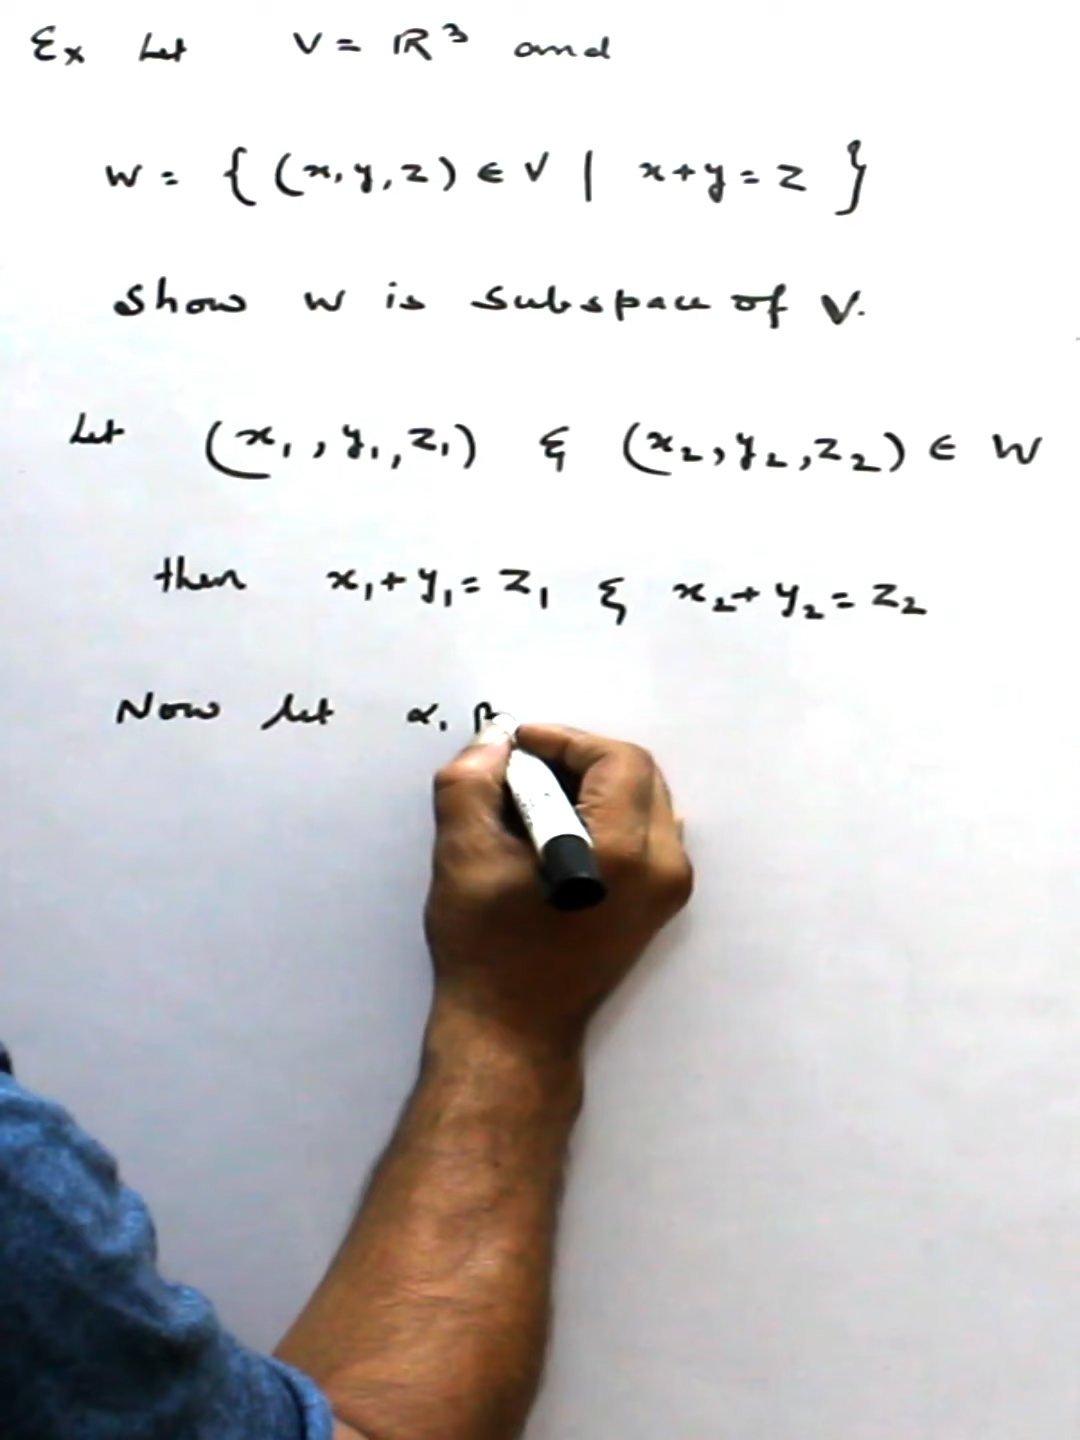 Ex Let V = ℝ³ and
W = { (x, y, z) ∈ V | x + y = z }
Show W is Subspace of V.
Let (x₁, y₁, z₁) & (x₂, y₂, z₂) ∈ W
then x₁ + y₁ = z₁ & x₂ + y₂ = z₂
Now let α, β